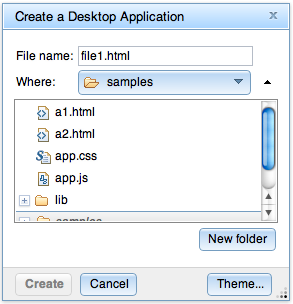 Create a Desktop Application x
File name: file1.html
Where: samples
a1.html
a2.html
app.css
app.js
lib
samples
New folder
Create Cancel Theme...